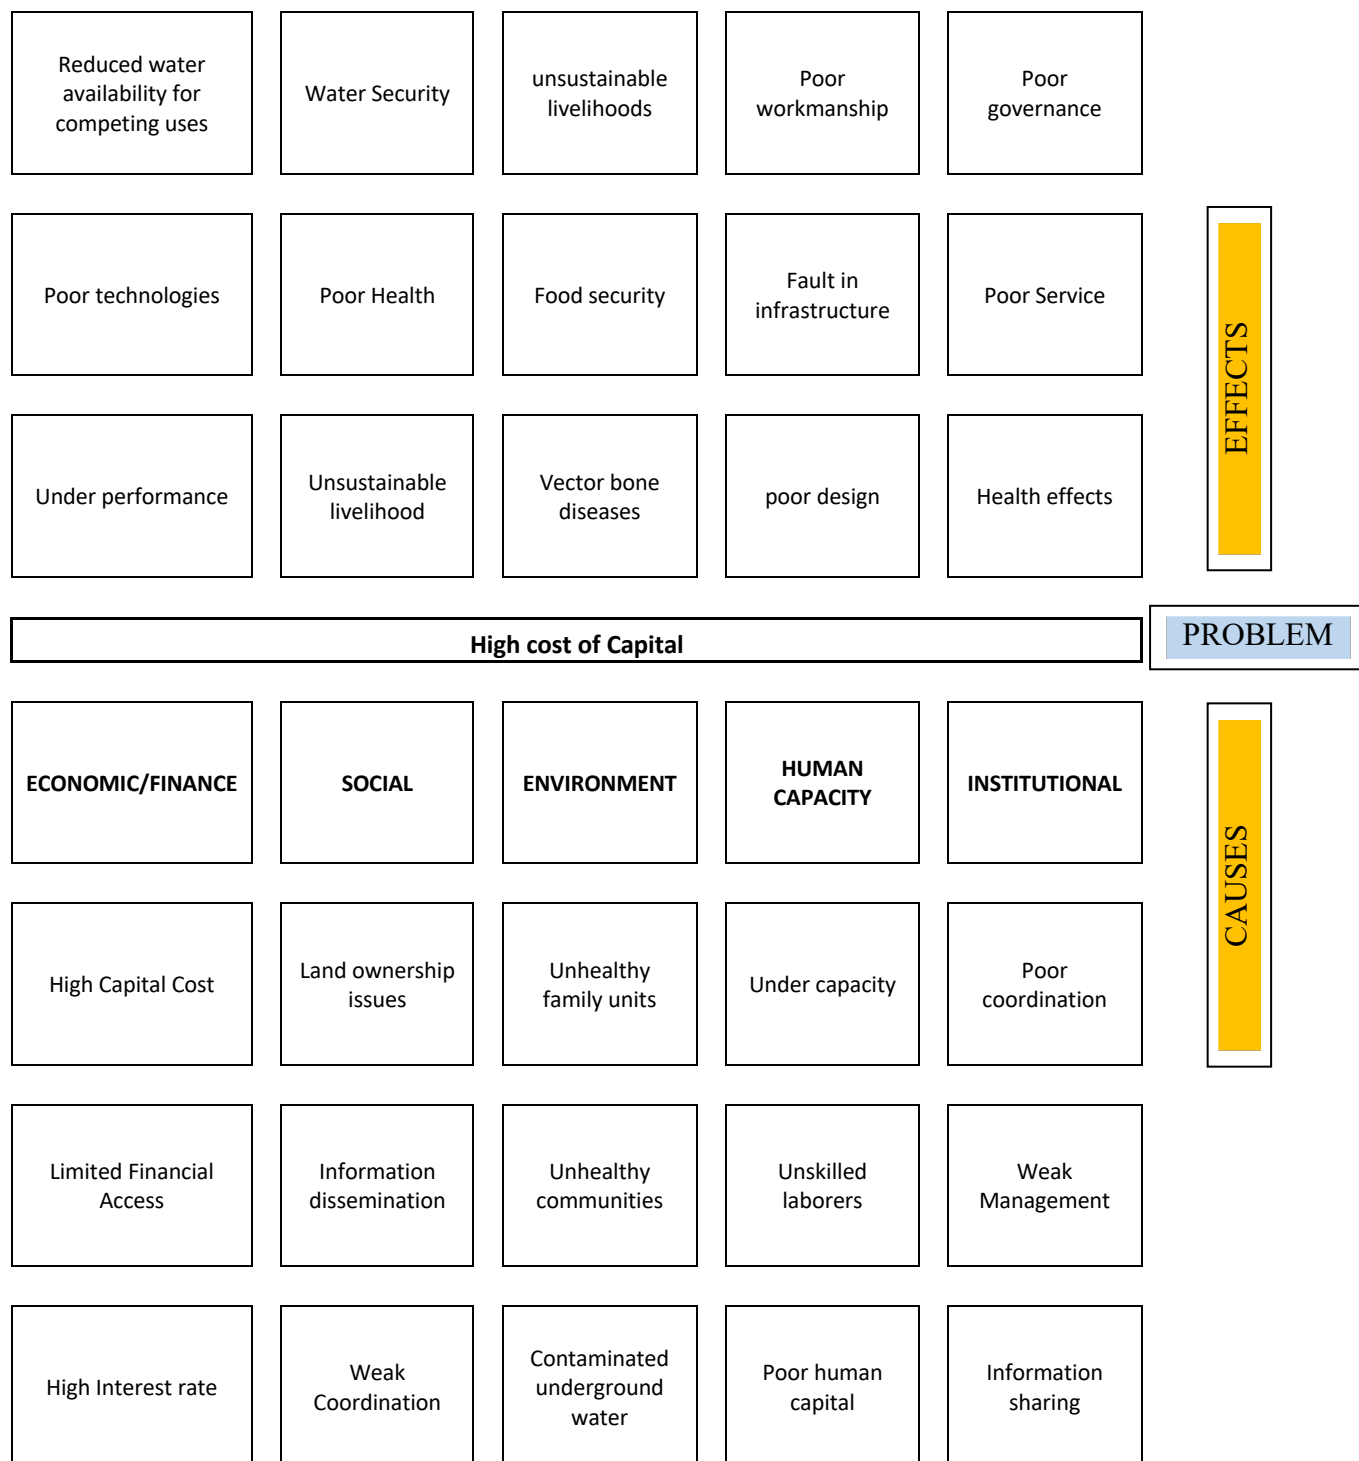 Reduced water
availability for
competing uses
Water Security
unsustainable
livelihoods
Poor
workmanship
Poor
governance
Poor technologies
Poor Health
Food security
Fault in
infrastructure
Poor Service
EFFECTS
Under performance
Unsustainable
livelihood
Vector bone
diseases
poor design
Health effects
High cost of Capital
PROBLEM
ECONOMIC/FINANCE
SOCIAL
ENVIRONMENT
HUMAN
CAPACITY
INSTITUTIONAL
CAUSES
High Capital Cost
Land ownership
issues
Unhealthy
family units
Under capacity
Poor
coordination
Limited Financial
Access
Information
dissemination
Unhealthy
communities
Unskilled
laborers
Weak
Management
High Interest rate
Weak
Coordination
Contaminated
underground
water
Poor human
capital
Information
sharing